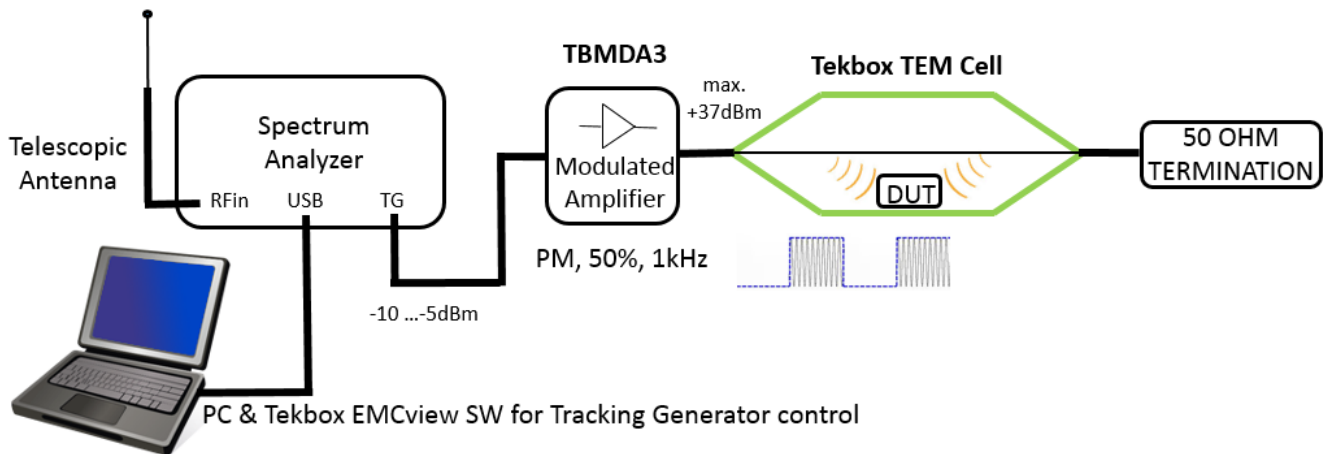 TBMDA3
Tekbox TEM Cell
max.
+37dBm
Spectrum
Analyzer
Telescopic
Antenna
RFin
USB
TG
Modulated
Amplifier
DUT
50 OHM
TERMINATION
PM, 50%, 1kHz
-10 ...-5dBm
PC & Tekbox EMCview SW for Tracking Generator control